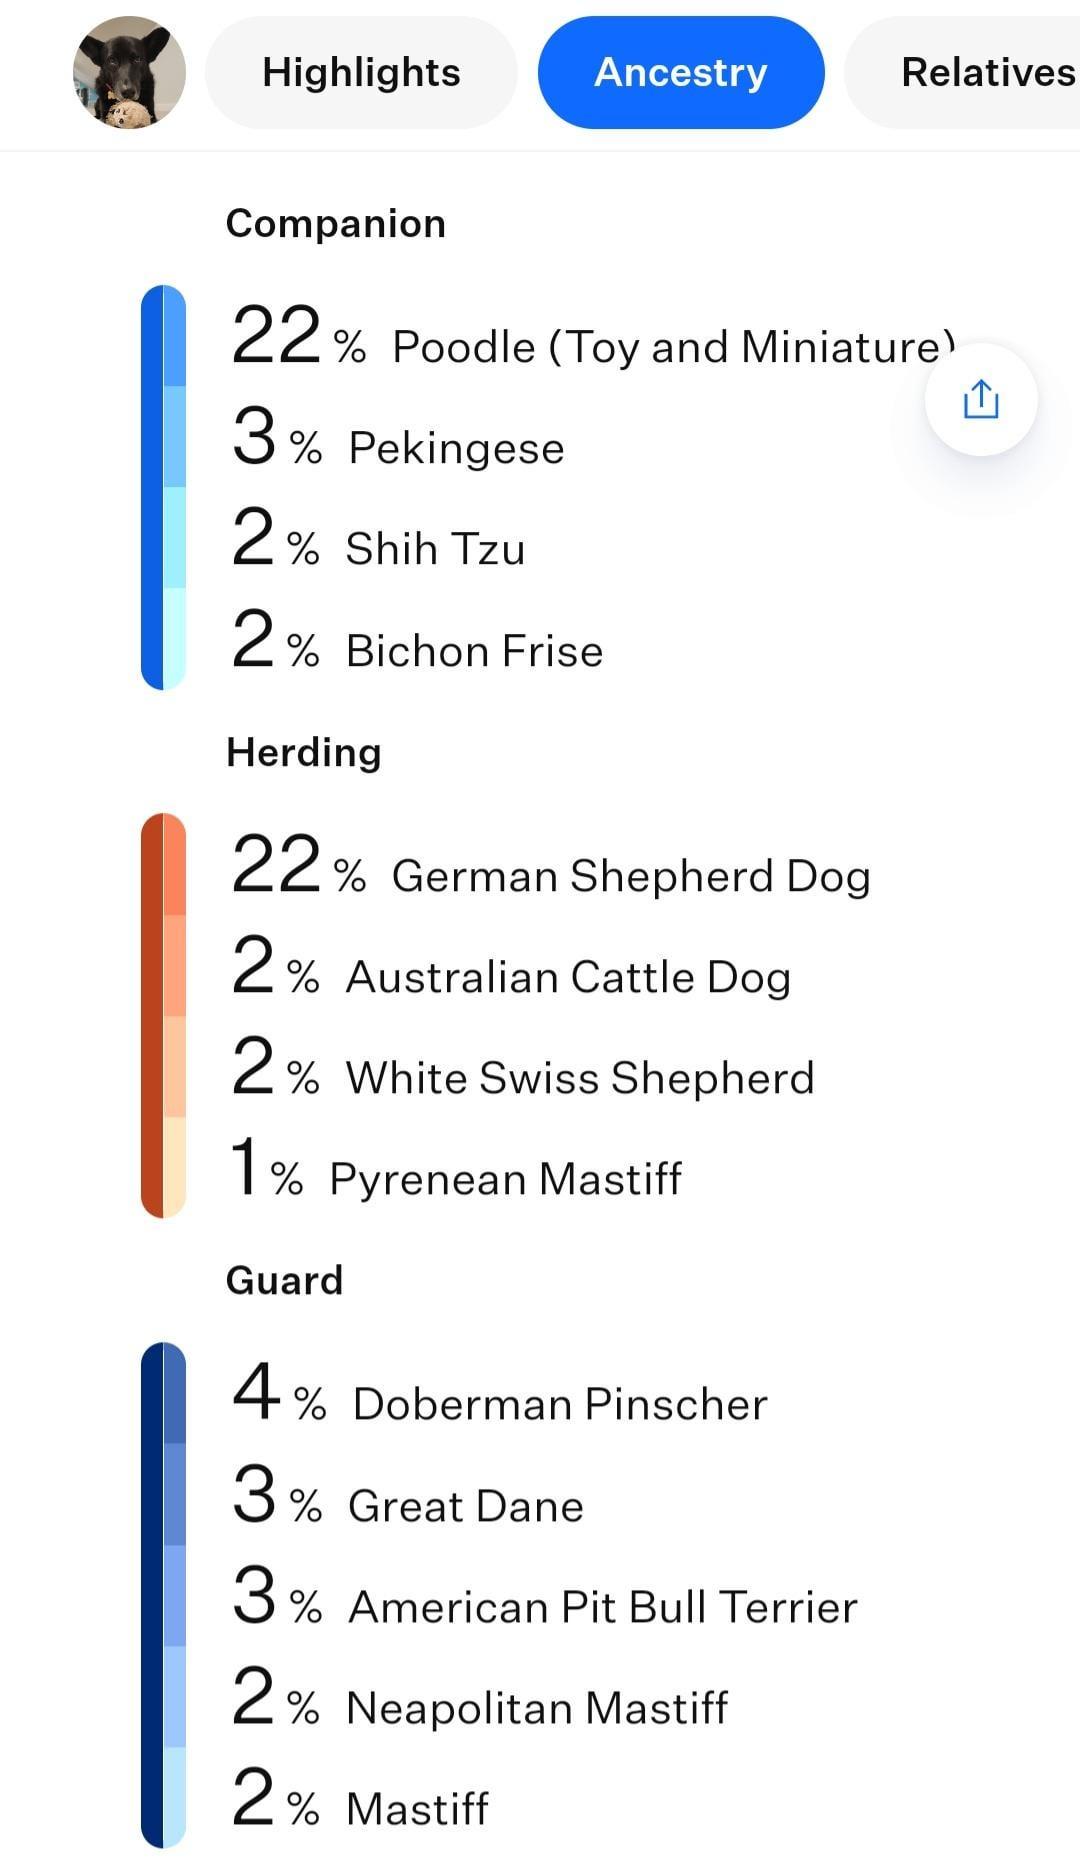 Highlights
Ancestry
Relatives
Companion
22 % Poodle (Toy and Miniature)
3 % Pekingese
2 % Shih Tzu
2 % Bichon Frise
Herding
22 % German Shepherd Dog
2 % Australian Cattle Dog
2 % White Swiss Shepherd
1 % Pyrenean Mastiff
Guard
4 % Doberman Pinscher
3 % Great Dane
3 % American Pit Bull Terrier
2 % Neapolitan Mastiff
2 % Mastiff